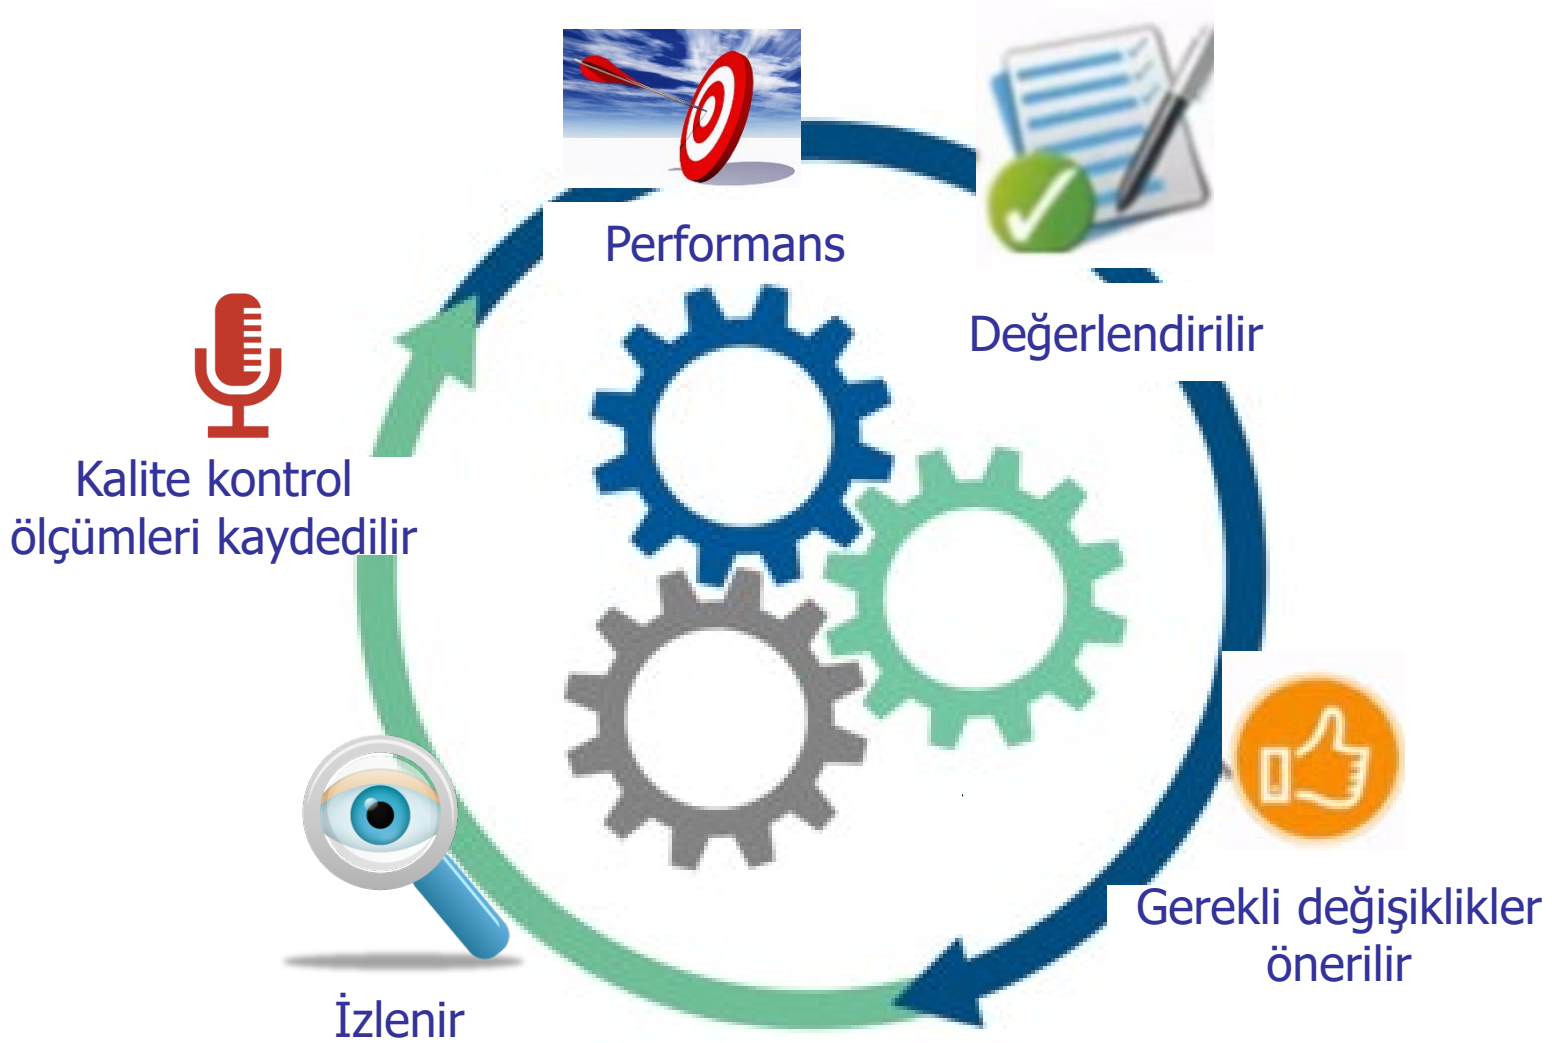 Performans
Değerlendirilir
Kalite kontrol
ölçümleri kaydedilir
Gerekli değişiklikler
önerilir
İzlenir